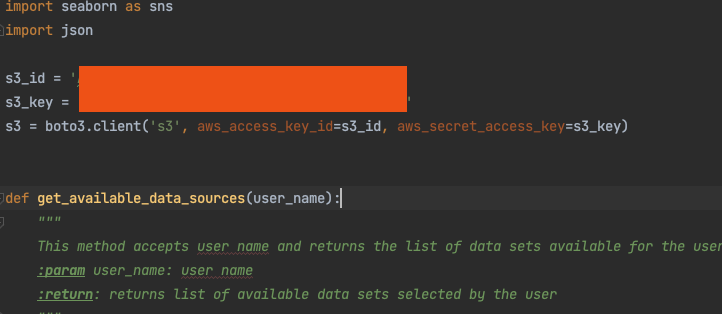 import seaborn as sns
import json
s3_id = '
s3_key = '
s3 = boto3.client('s3', aws_access_key_id=s3_id, aws_secret_access_key=s3_key)
def get_available_data_sources(user_name):
"""
This method accepts user name and returns the list of data sets available for the user
:param user_name: user name
:return: returns list of available data sets selected by the user
"""